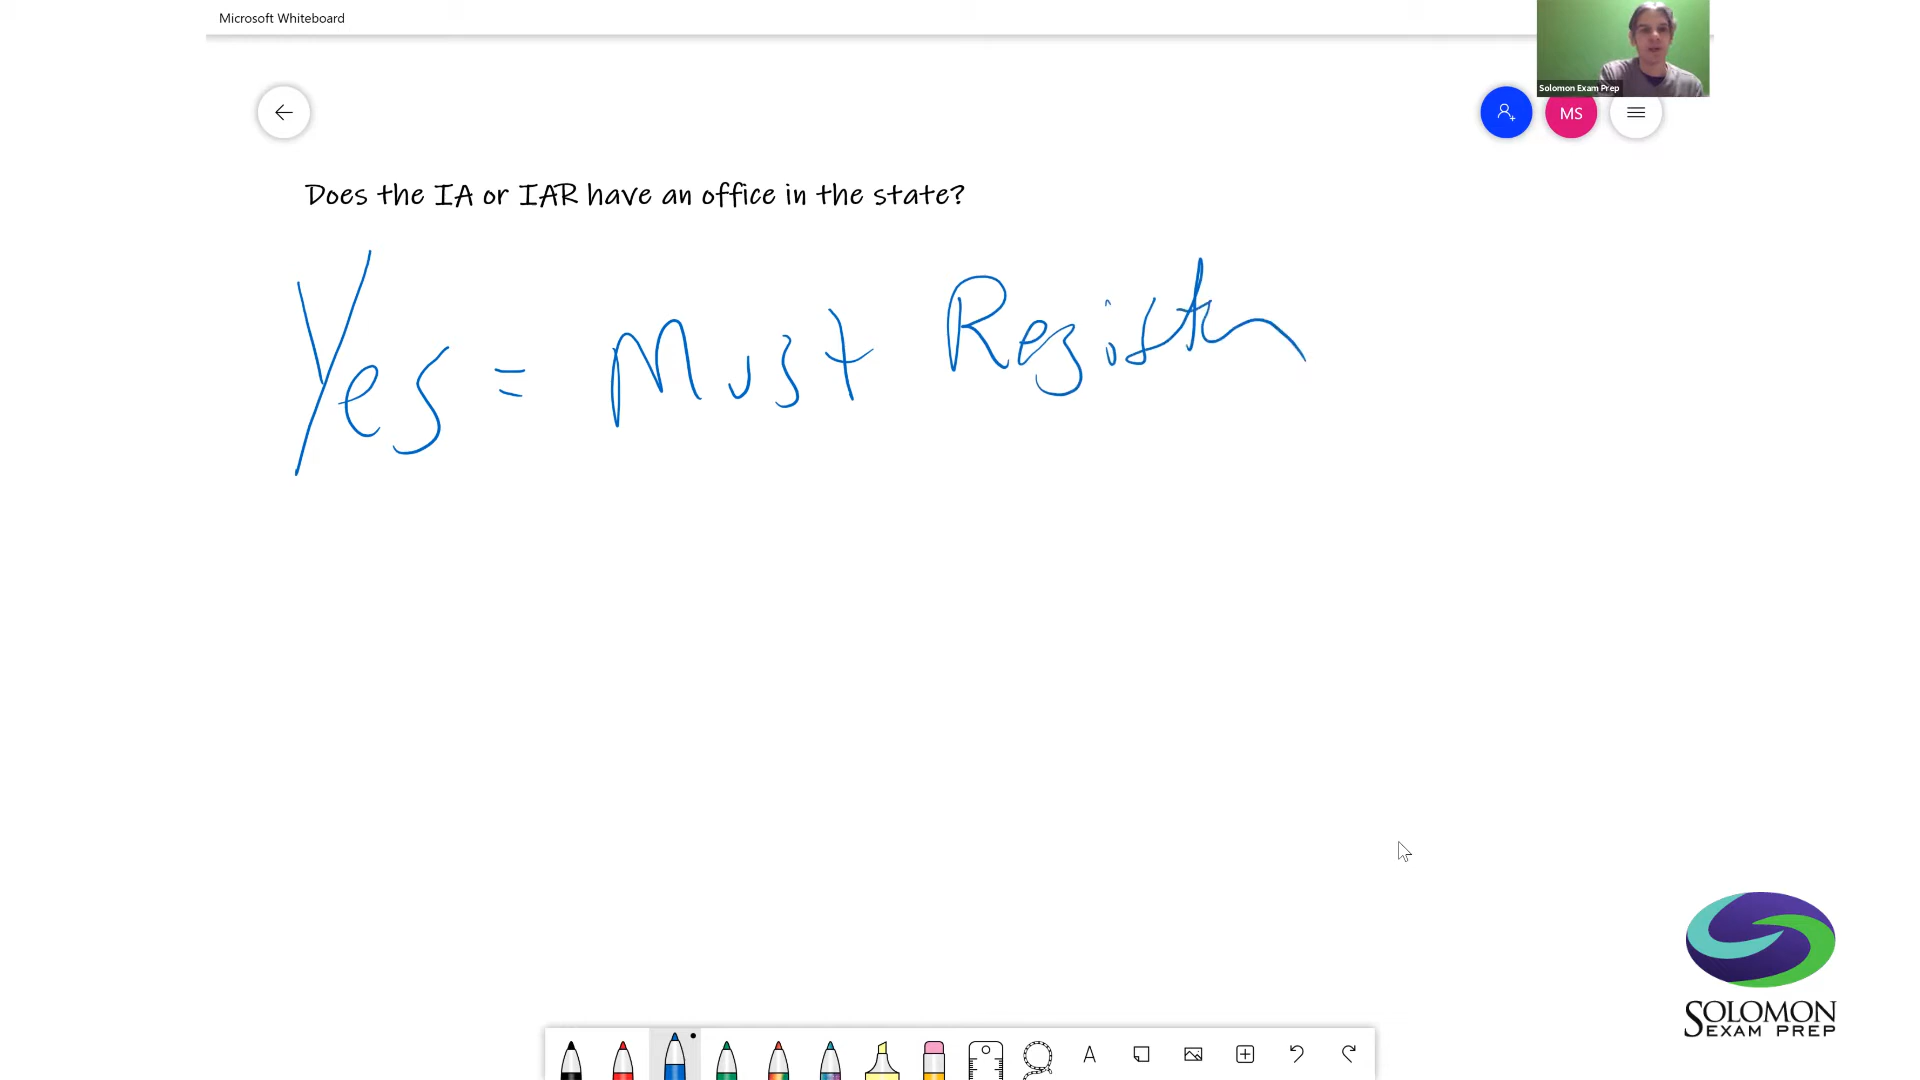 Microsoft Whiteboard
Solomon Exam Prep
MS
Does the IA or IAR have an office in the state?
Yes = Must Register
A
SOLOMON
EXAM PREP